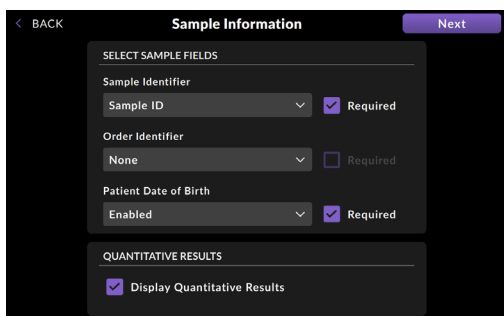 BACK
Sample Information
Next
SELECT SAMPLE FIELDS
Sample Identifier
Sample ID
Required
Order Identifier
None
Required
Patient Date of Birth
Enabled
Required
QUANTITATIVE RESULTS
Display Quantitative Results